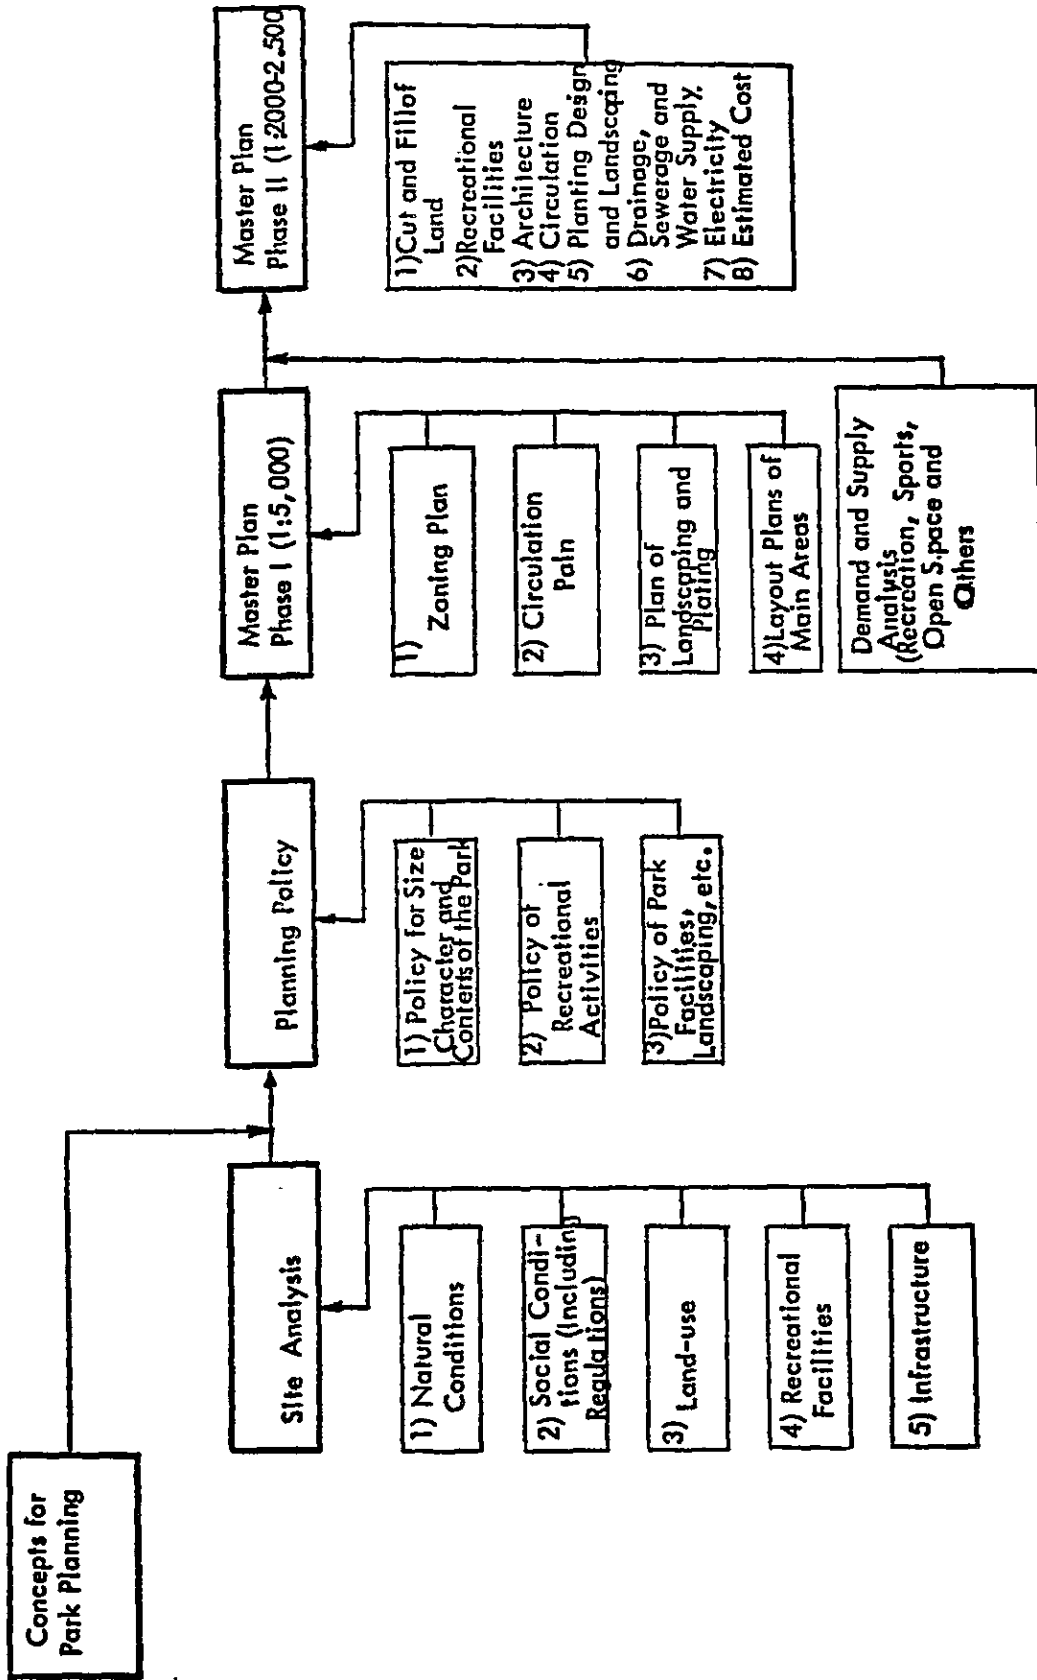 Concepts for
Park Planning
Site Analysis
1) Natural
Conditions
2) Social Condi-
tions (Including
Regulations)
3) Land-use
4) Recreational
Facilities
5) Infrastructure
Planning Policy
1) Policy for Size
Character and
Contents of the Park
2) Policy of
Recreational
Activities
3)Policy of Park
Facilities,
Landscaping, etc.
Master Plan
Phase I (1:5,000)
1)
Zoning Plan
2) Circulation
Paln
3) Plan of
Landscaping and
Plating
4)Layout Plans of
Main Areas
Demand and Supply
Analysis
(Recreation, Sports,
Open S.pace and
Others
Master Plan
Phase II (1:2000-2.500
1)Cut and Fillof
Land
2)Recreational
Facilities
3) Architecture
4) Circulation
5) Planting Design
and Landscaping
6) Drainage,
Sewerage and
Water Supply.
7) Electricity
8) Estimated Cost